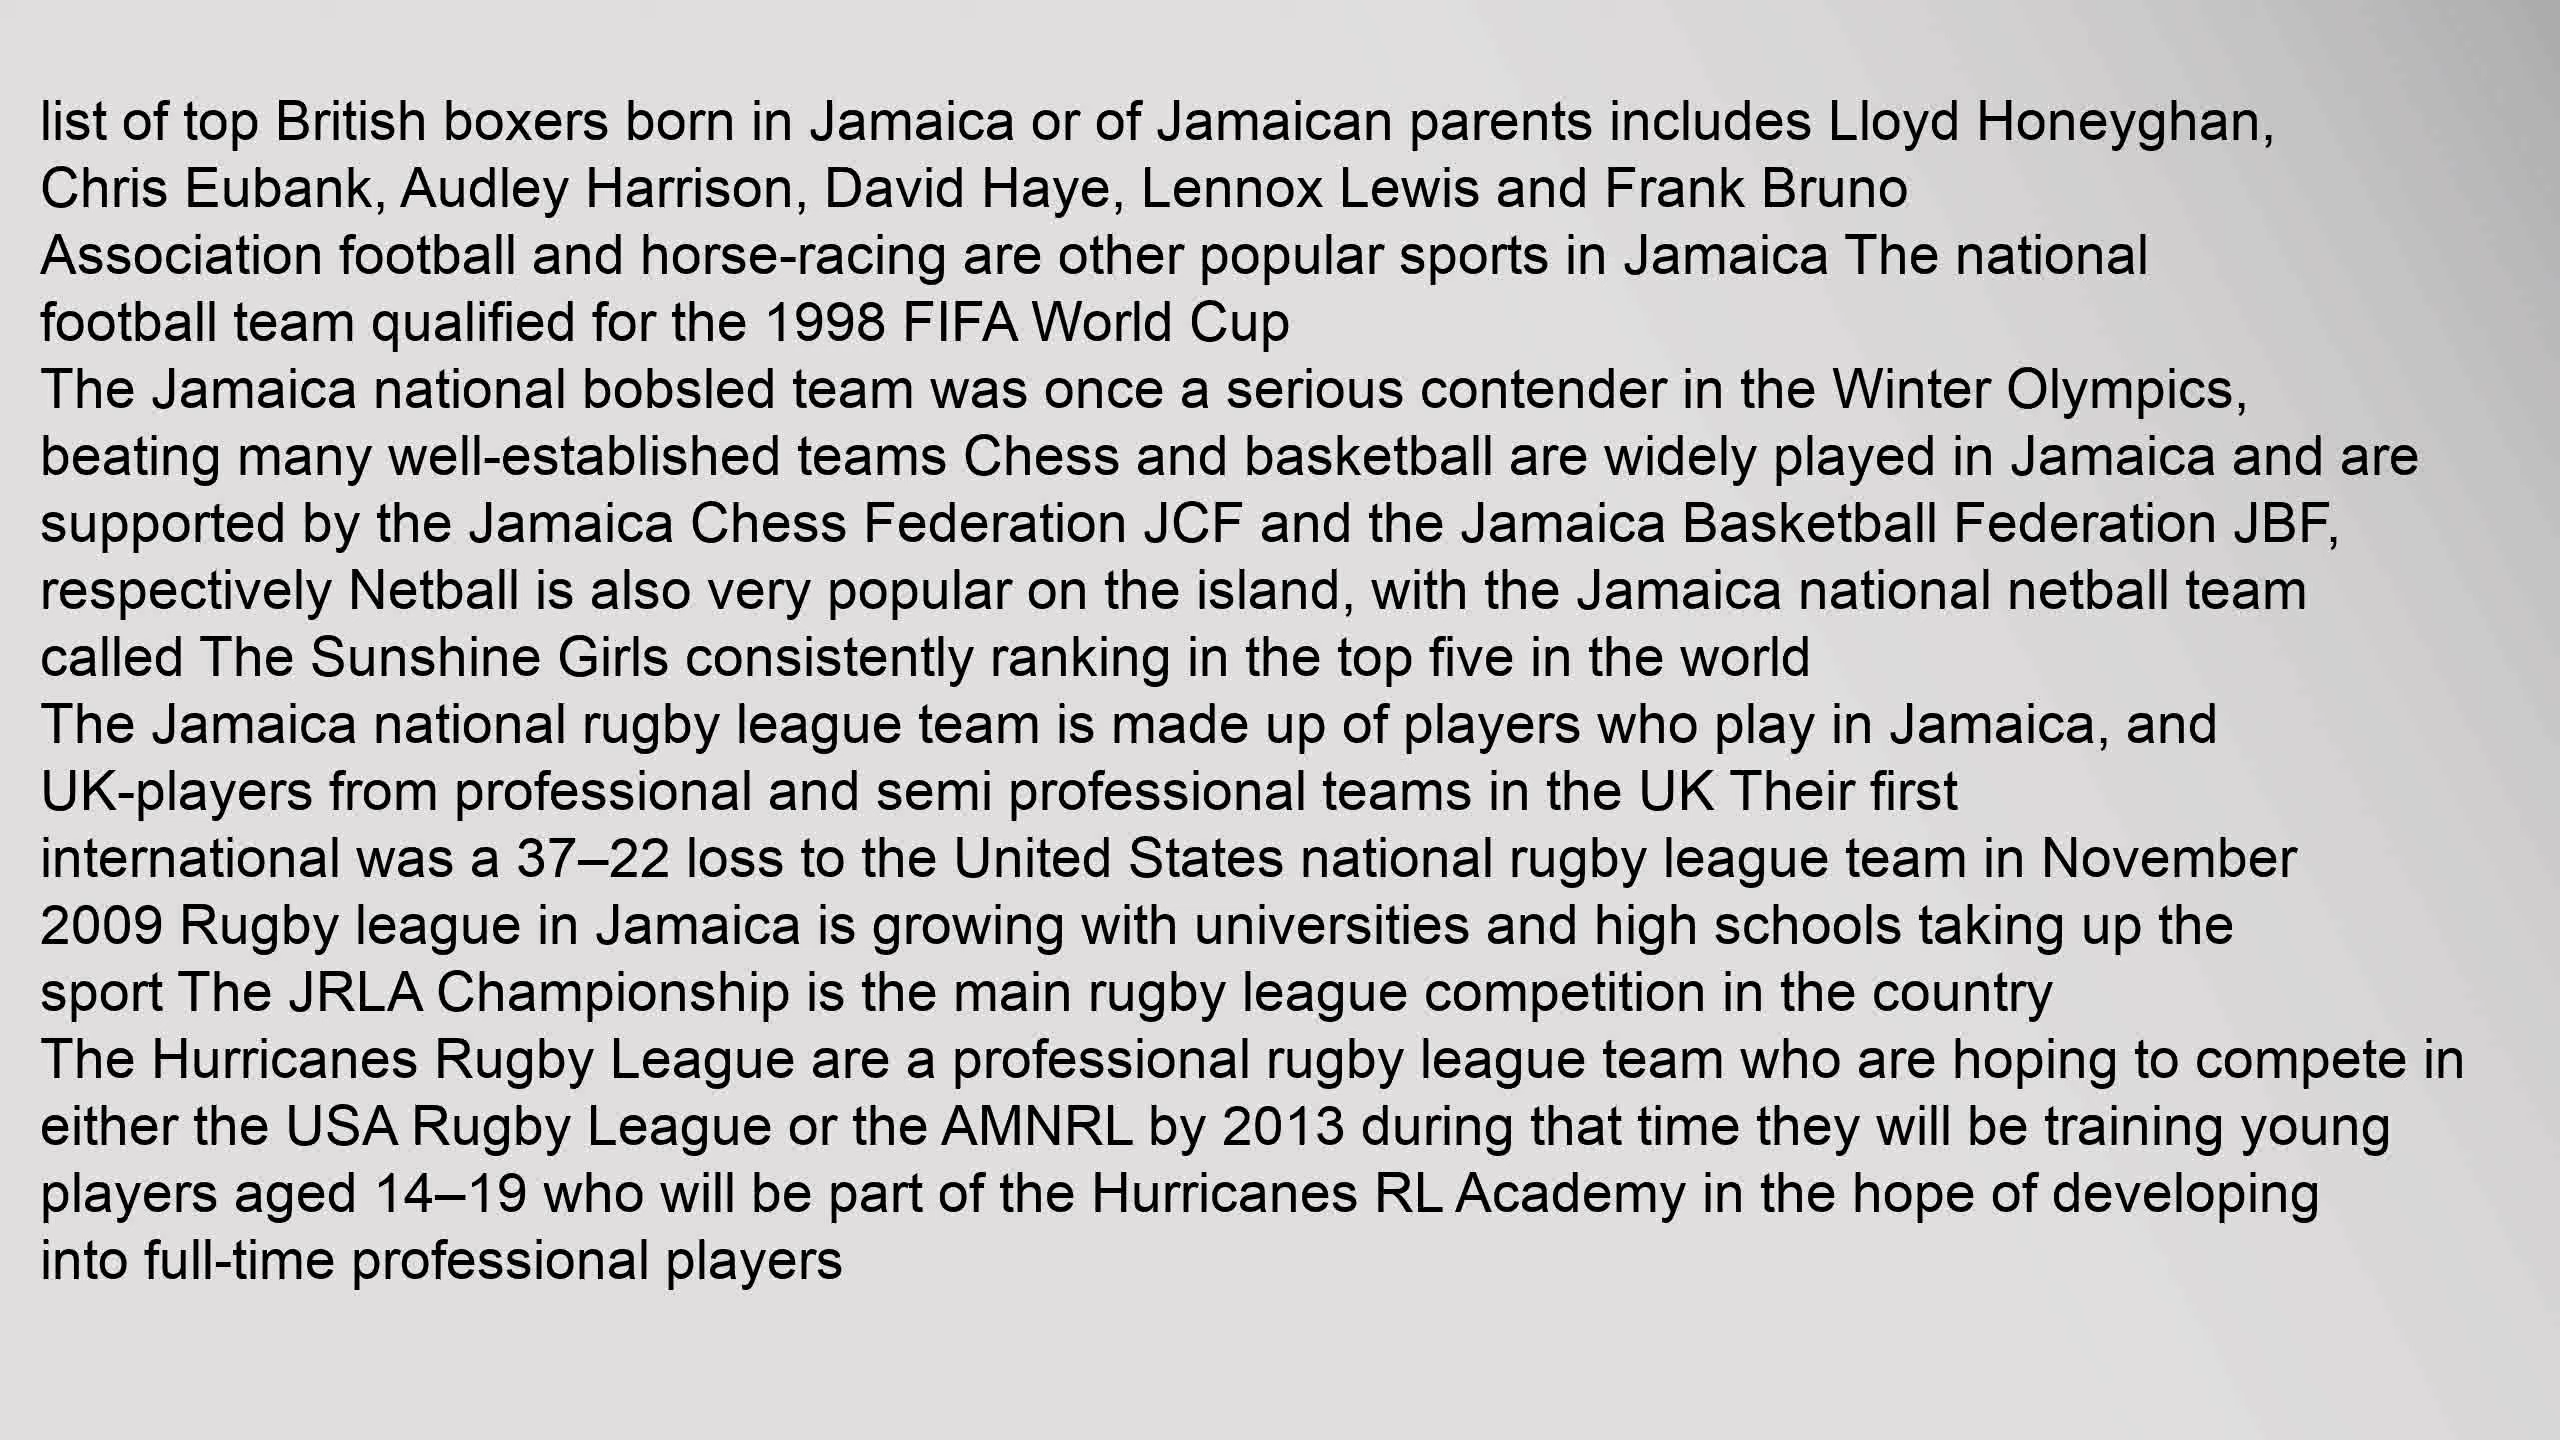 list of top British boxers born in Jamaica or of Jamaican parents includes Lloyd Honeyghan,
Chris Eubank, Audley Harrison, David Haye, Lennox Lewis and Frank Bruno
Association football and horse-racing are other popular sports in Jamaica The national
football team qualified for the 1998 FIFA World Cup
The Jamaica national bobsled team was once a serious contender in the Winter Olympics,
beating many well-established teams Chess and basketball are widely played in Jamaica and are
supported by the Jamaica Chess Federation JCF and the Jamaica Basketball Federation JBF,
respectively Netball is also very popular on the island, with the Jamaica national netball team
called The Sunshine Girls consistently ranking in the top five in the world
The Jamaica national rugby league team is made up of players who play in Jamaica, and
UK-players from professional and semi professional teams in the UK Their first
international was a 37–22 loss to the United States national rugby league team in November
2009 Rugby league in Jamaica is growing with universities and high schools taking up the
sport The JRLA Championship is the main rugby league competition in the country
The Hurricanes Rugby League are a professional rugby league team who are hoping to compete in
either the USA Rugby League or the AMNRL by 2013 during that time they will be training young
players aged 14–19 who will be part of the Hurricanes RL Academy in the hope of developing
into full-time professional players